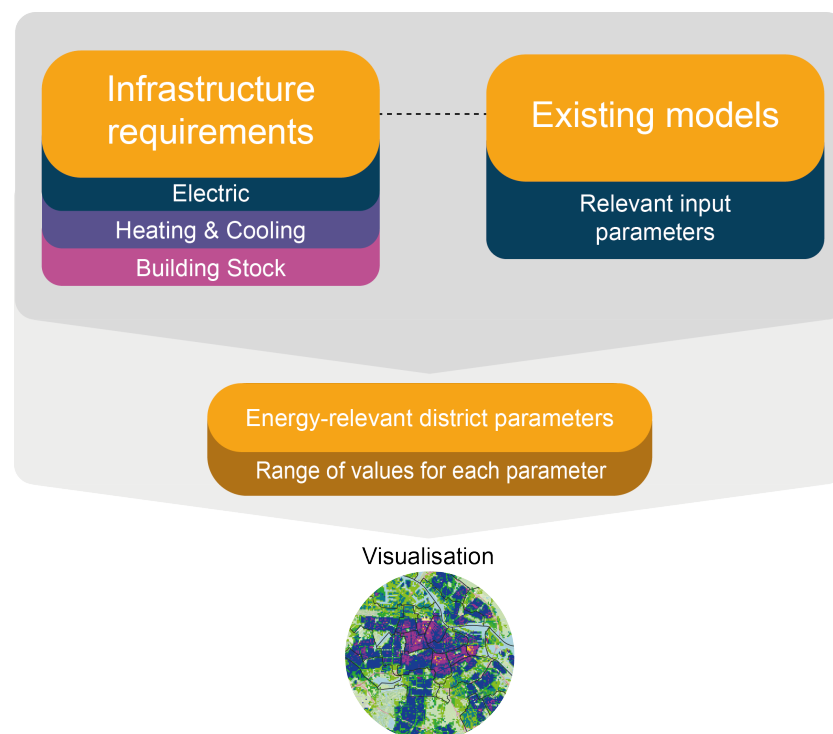 Infrastructure
requirements
Electric
Heating & Cooling
Building Stock
Existing models
Relevant input
parameters
Energy-relevant district parameters
Range of values for each parameter
Visualisation